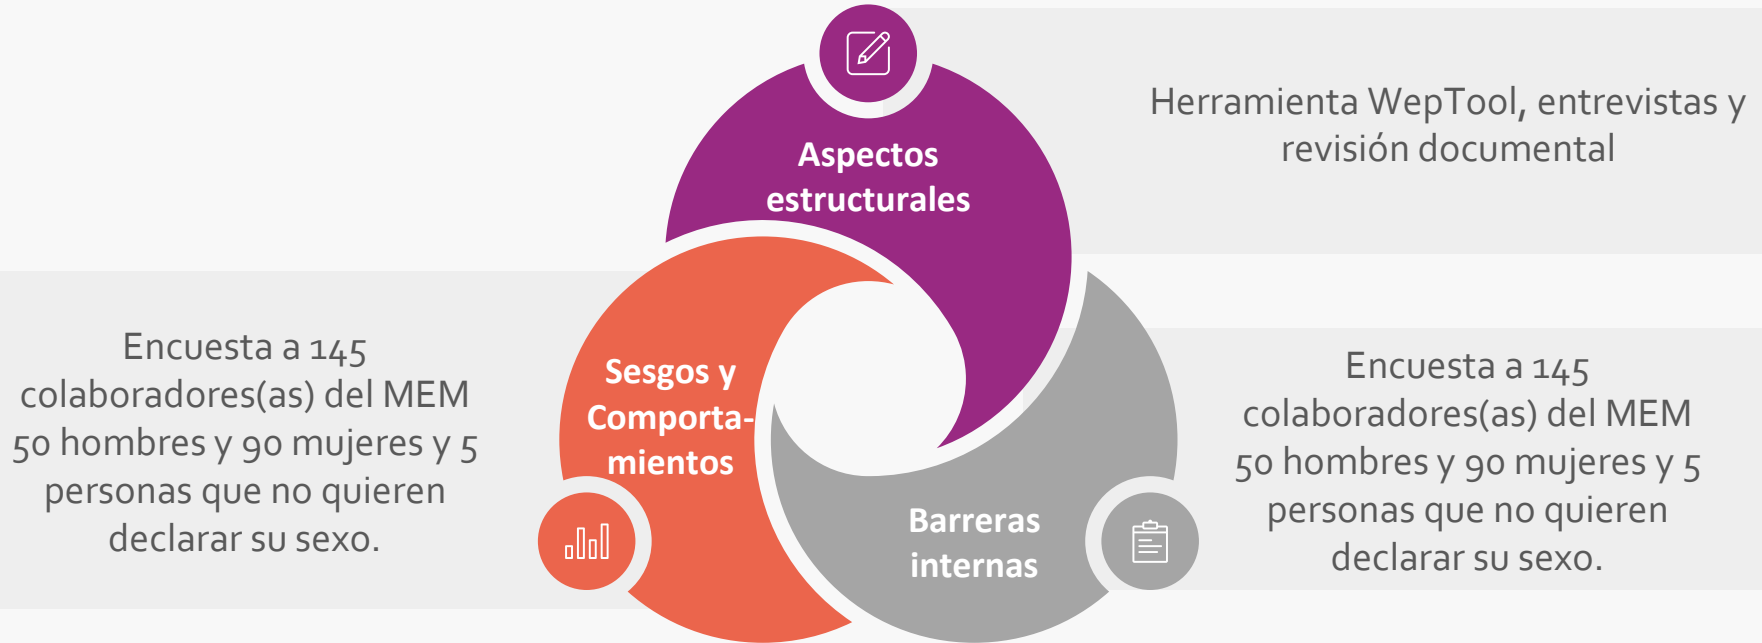 Herramienta WepTool, entrevistas y
revisión documental
Aspectos
estructurales
Encuesta a 145
colaboradores(as) del MEM
50 hombres y 90 mujeres y 5
personas que no quieren
declarar su sexo.
Sesgos y
Comporta-
mientos
Barreras
internas
Encuesta a 145
colaboradores(as) del MEM
50 hombres y 90 mujeres y 5
personas que no quieren
declarar su sexo.